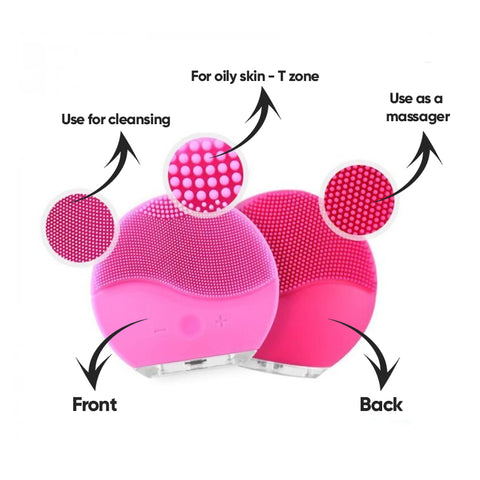 For oily skin - T zone
Use for cleansing
Use as a
massager
Front
Back